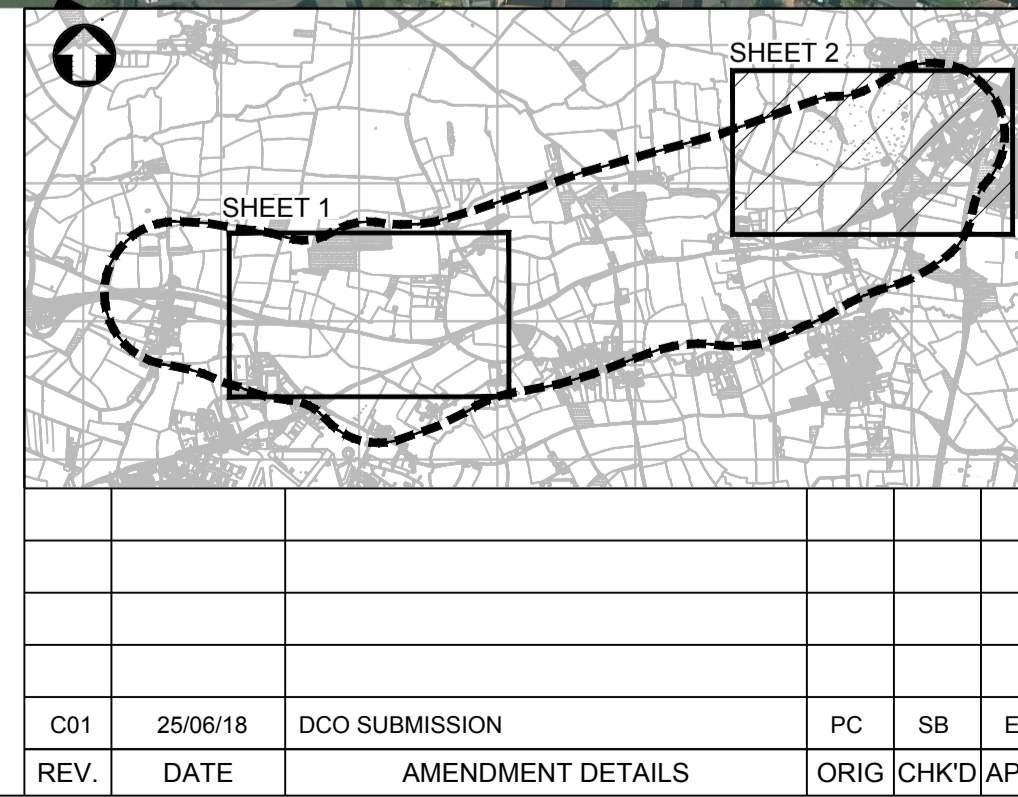 SHEET 2
SHEET 1
C01 25/06/18 DCO SUBMISSION PC SB
REV. DATE AMENDMENT DETAILS ORIG CHK'D